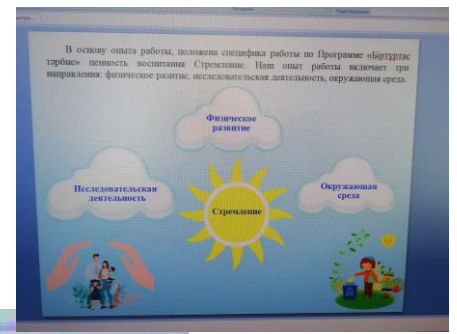 В основу опыта работы, положена специфика работы по Программе «Біртұртас
тәрбие» ценность воспитания Стремление. Наш опыт работы включает три
направления: физическое развитие, исследовательская деятельность, окружающая среда.
Физическое
развитие
Исследовательская
деятельность
Стремление
Окружающая
среда